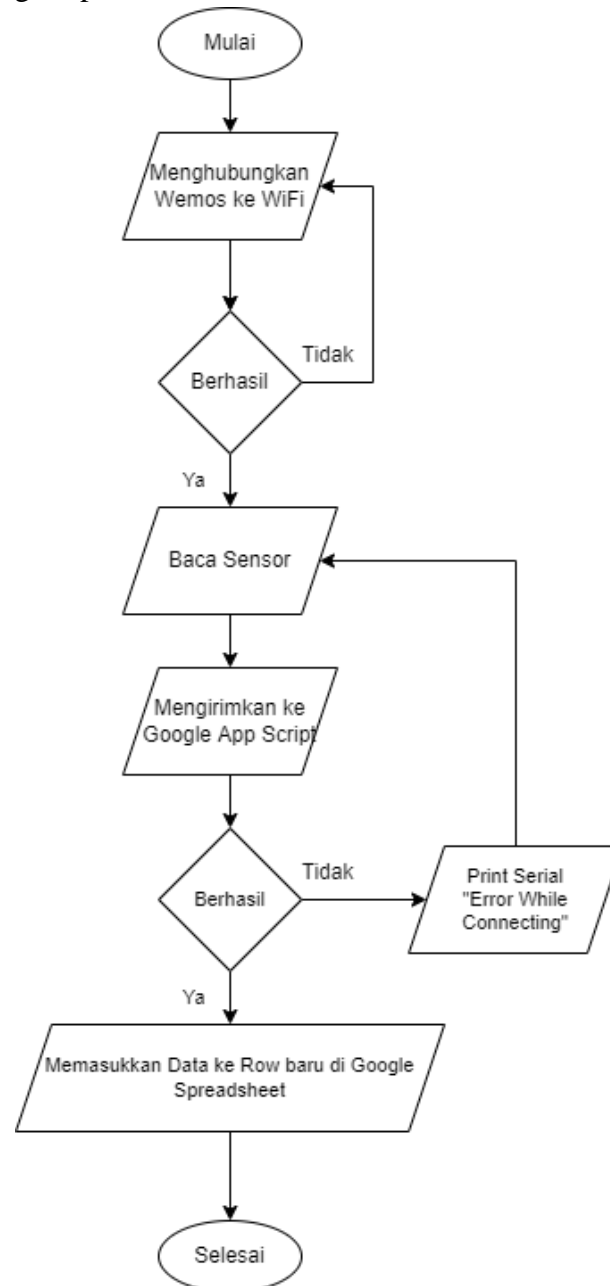 Mulai
Menghubungkan
Wemos ke WiFi
Tidak
Berhasil
Ya
Baca Sensor
Mengirimkan ke
Google App Script
Tidak
Berhasil
Print Serial
"Error While
Connecting"
Ya
Memasukkan Data ke Row baru di Google
Spreadsheet
Selesai